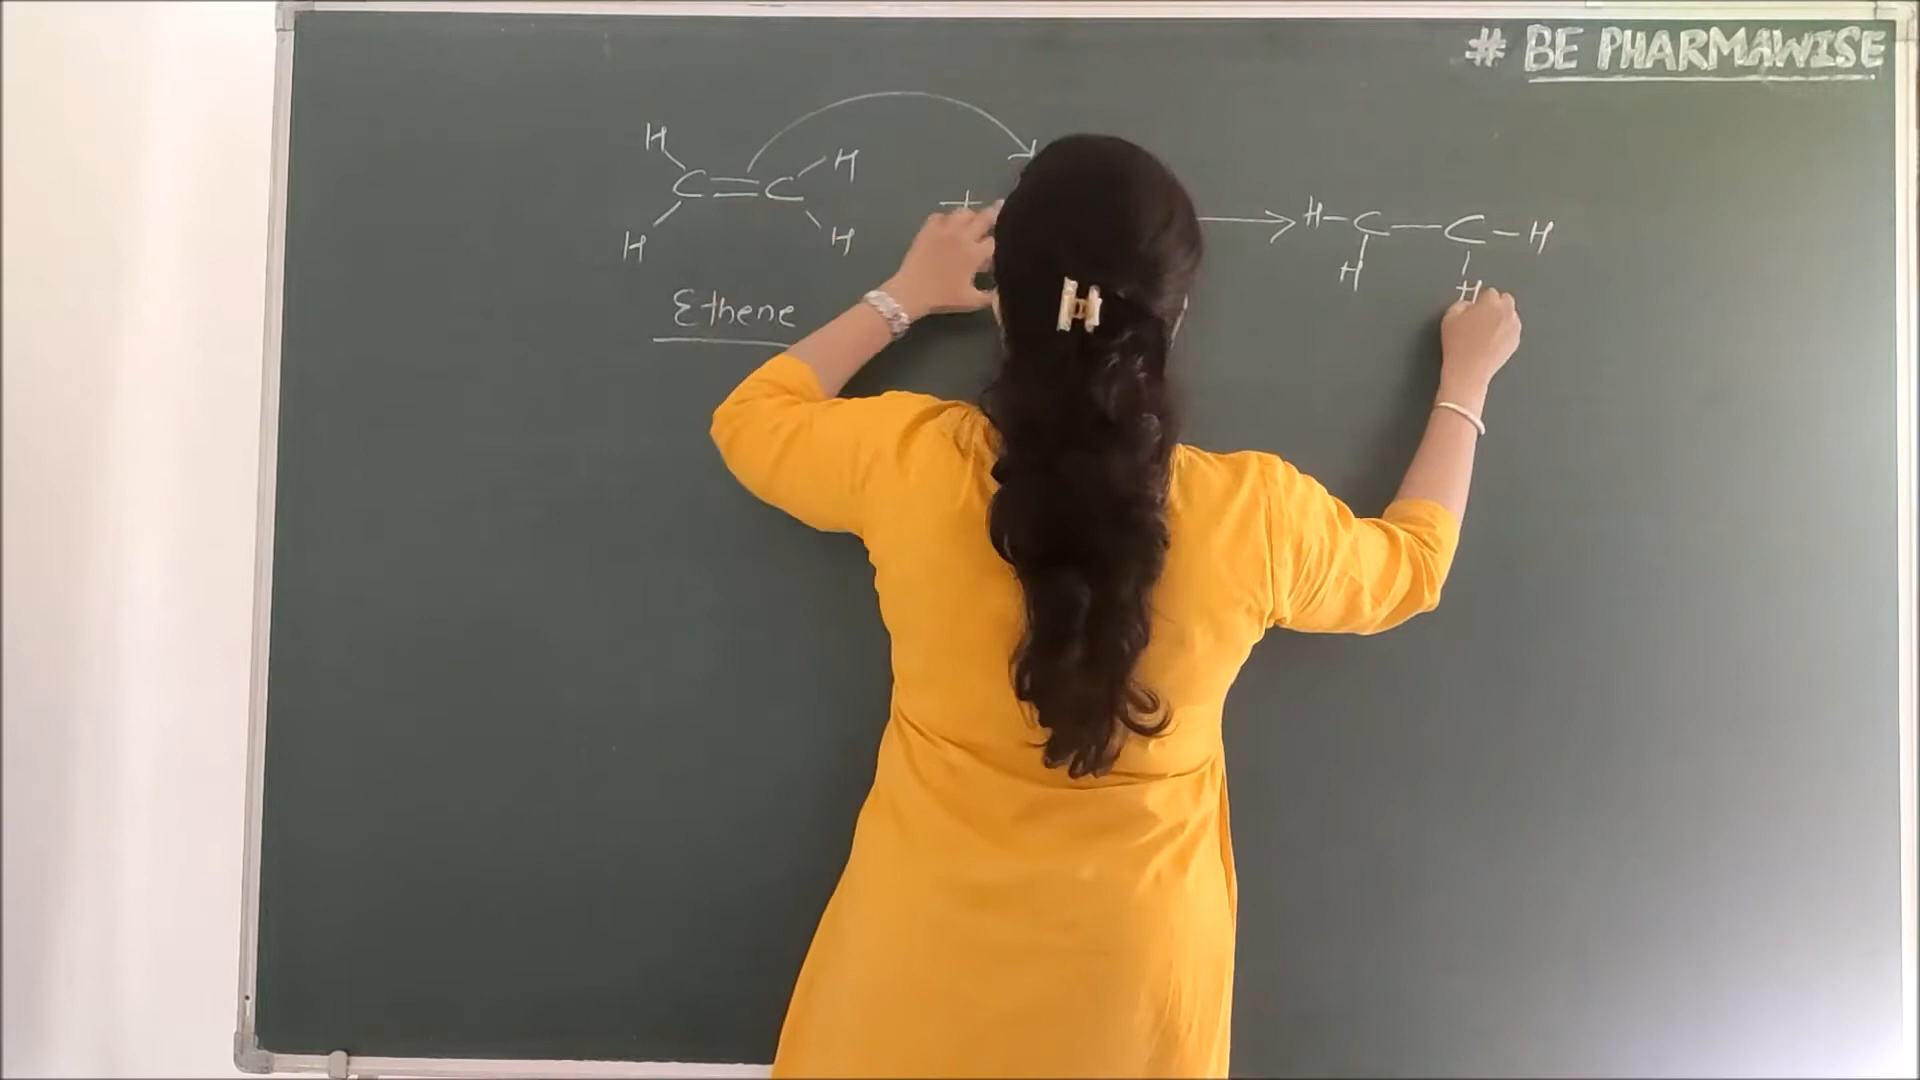 # BE PHARMAWISE
H H
C=C + → H-C-C-H
H H H H
Ethene